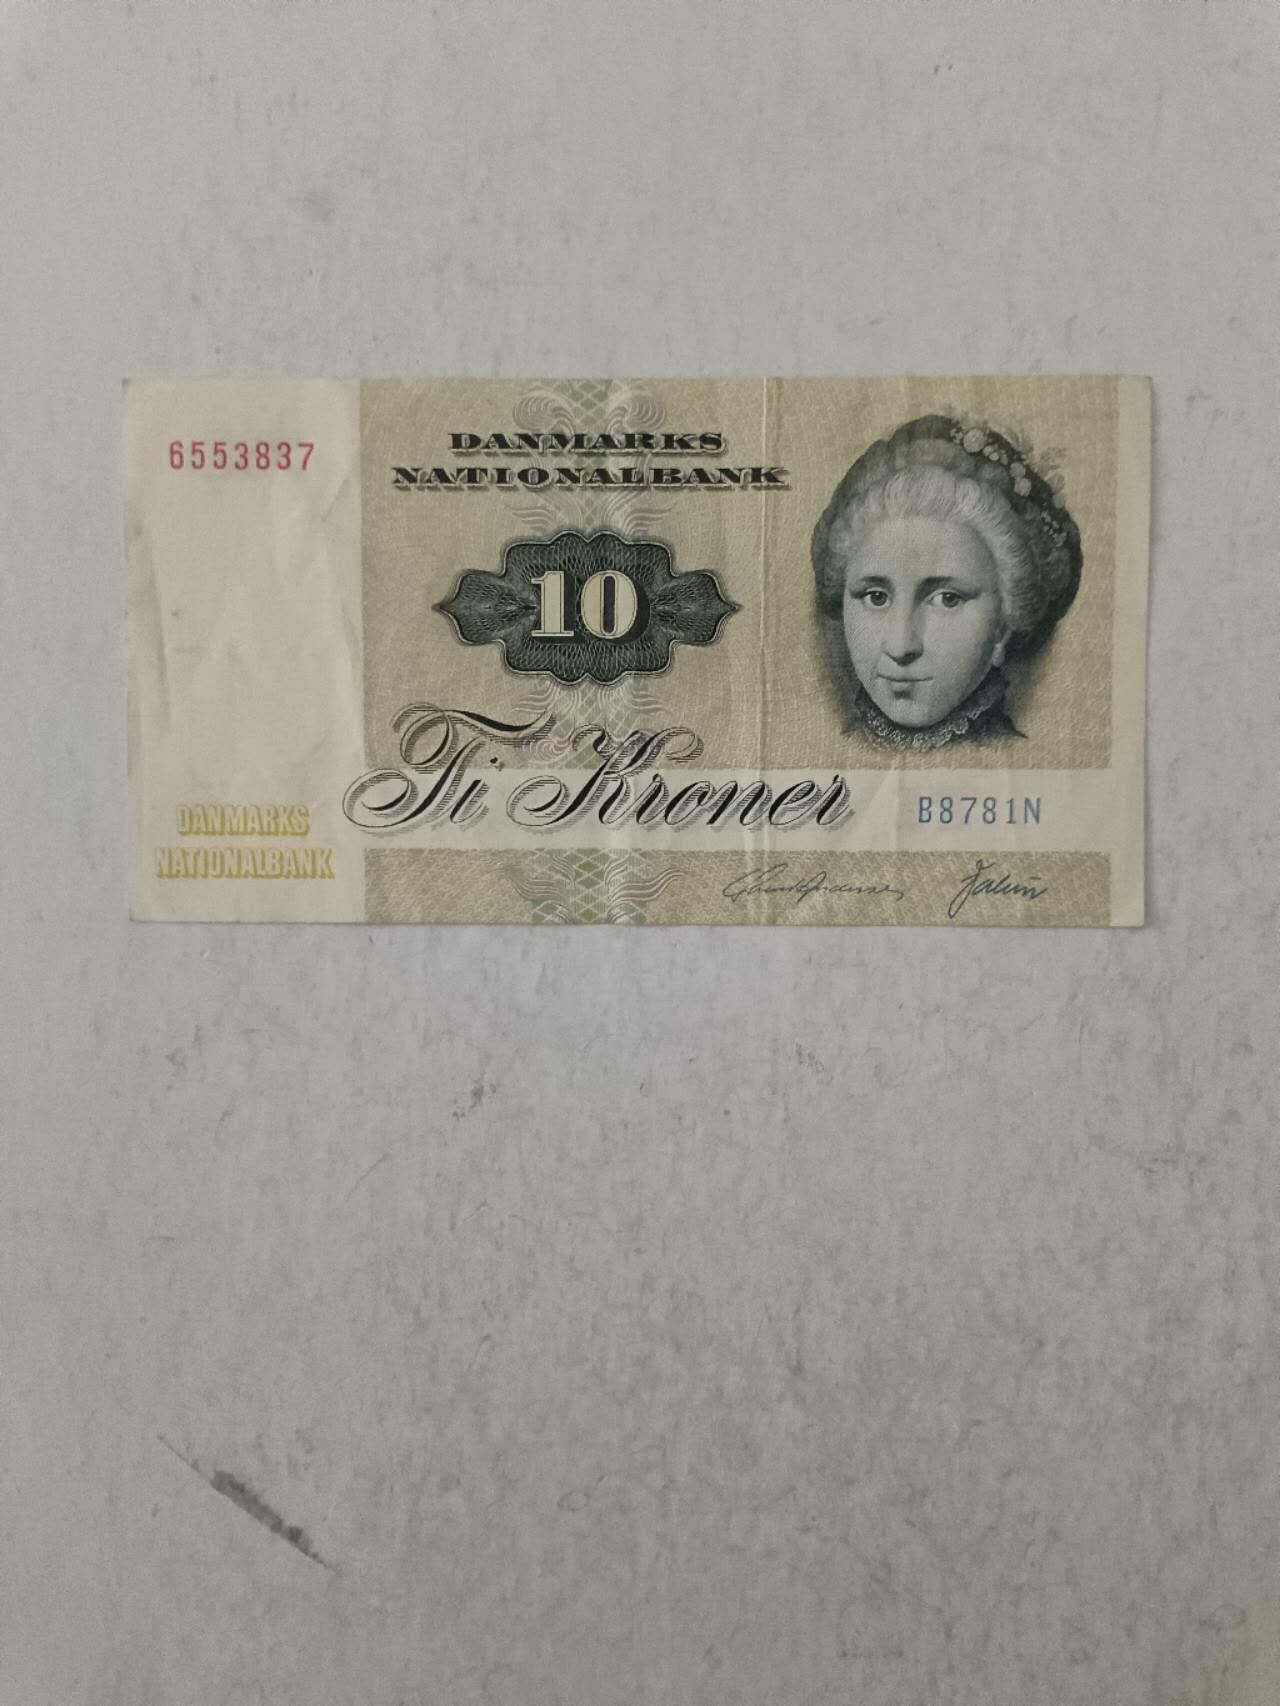 6553837
DANMARKS
NATIONALBANK
10
Ti Kroner
B8781N
DANMARKS
NATIONALBANK